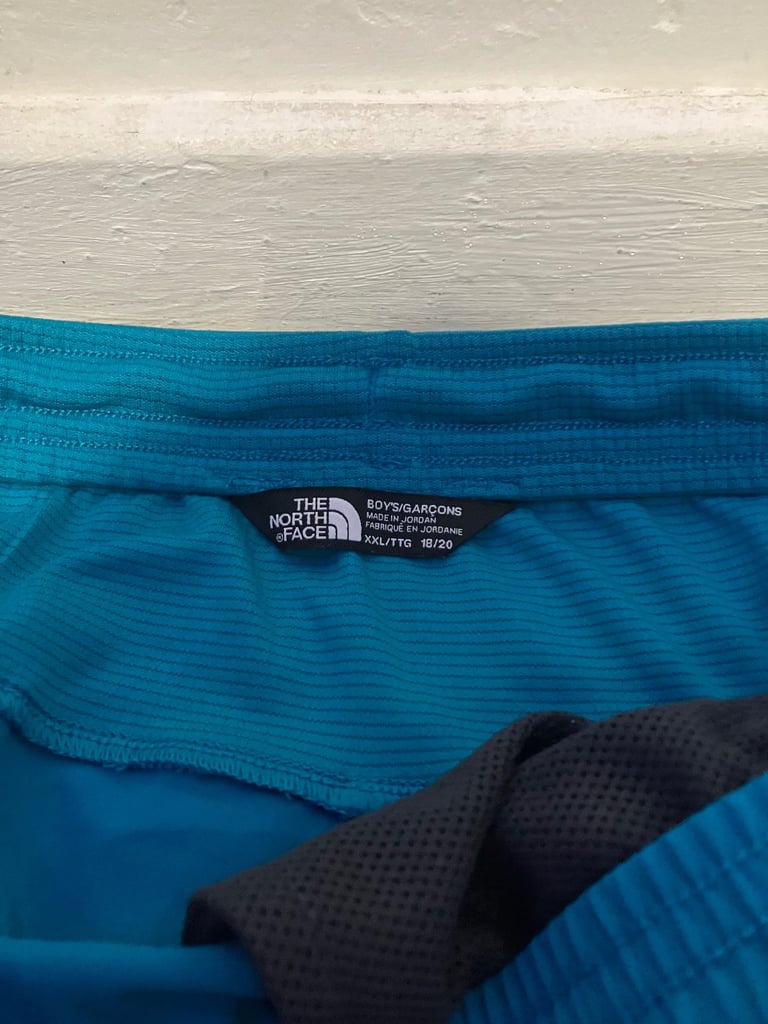 THE
NORTH
®FACE
BOY'S/GARÇONS
MADE IN JORDAN
FABRIQUÉ EN JORDANIE
XXL/TTG 18/20